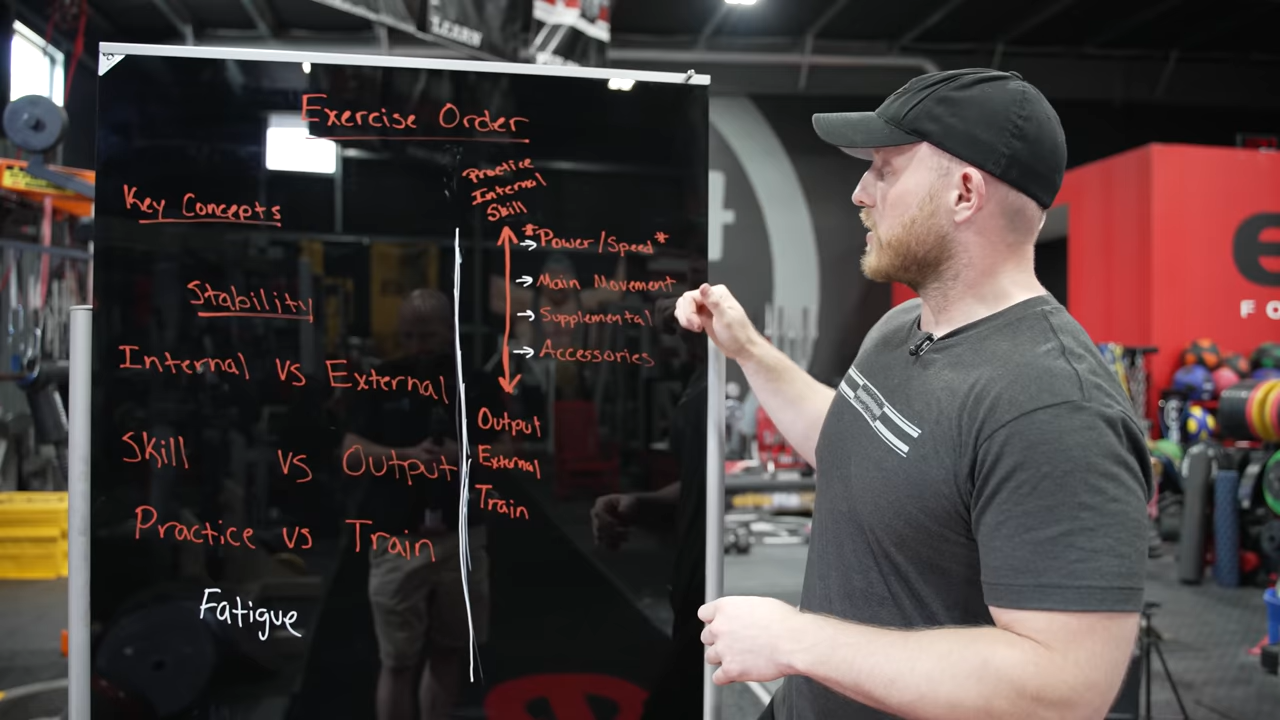 LEARN
Exercise Order
Key Concepts
Stability
Internal vs External
Skill vs Output
Practice vs Train
Fatigue
Practice
Internal
Skill
*Power/Speed*
→ Main Movement
→ Supplemental
→ Accessories
Output
External
Train